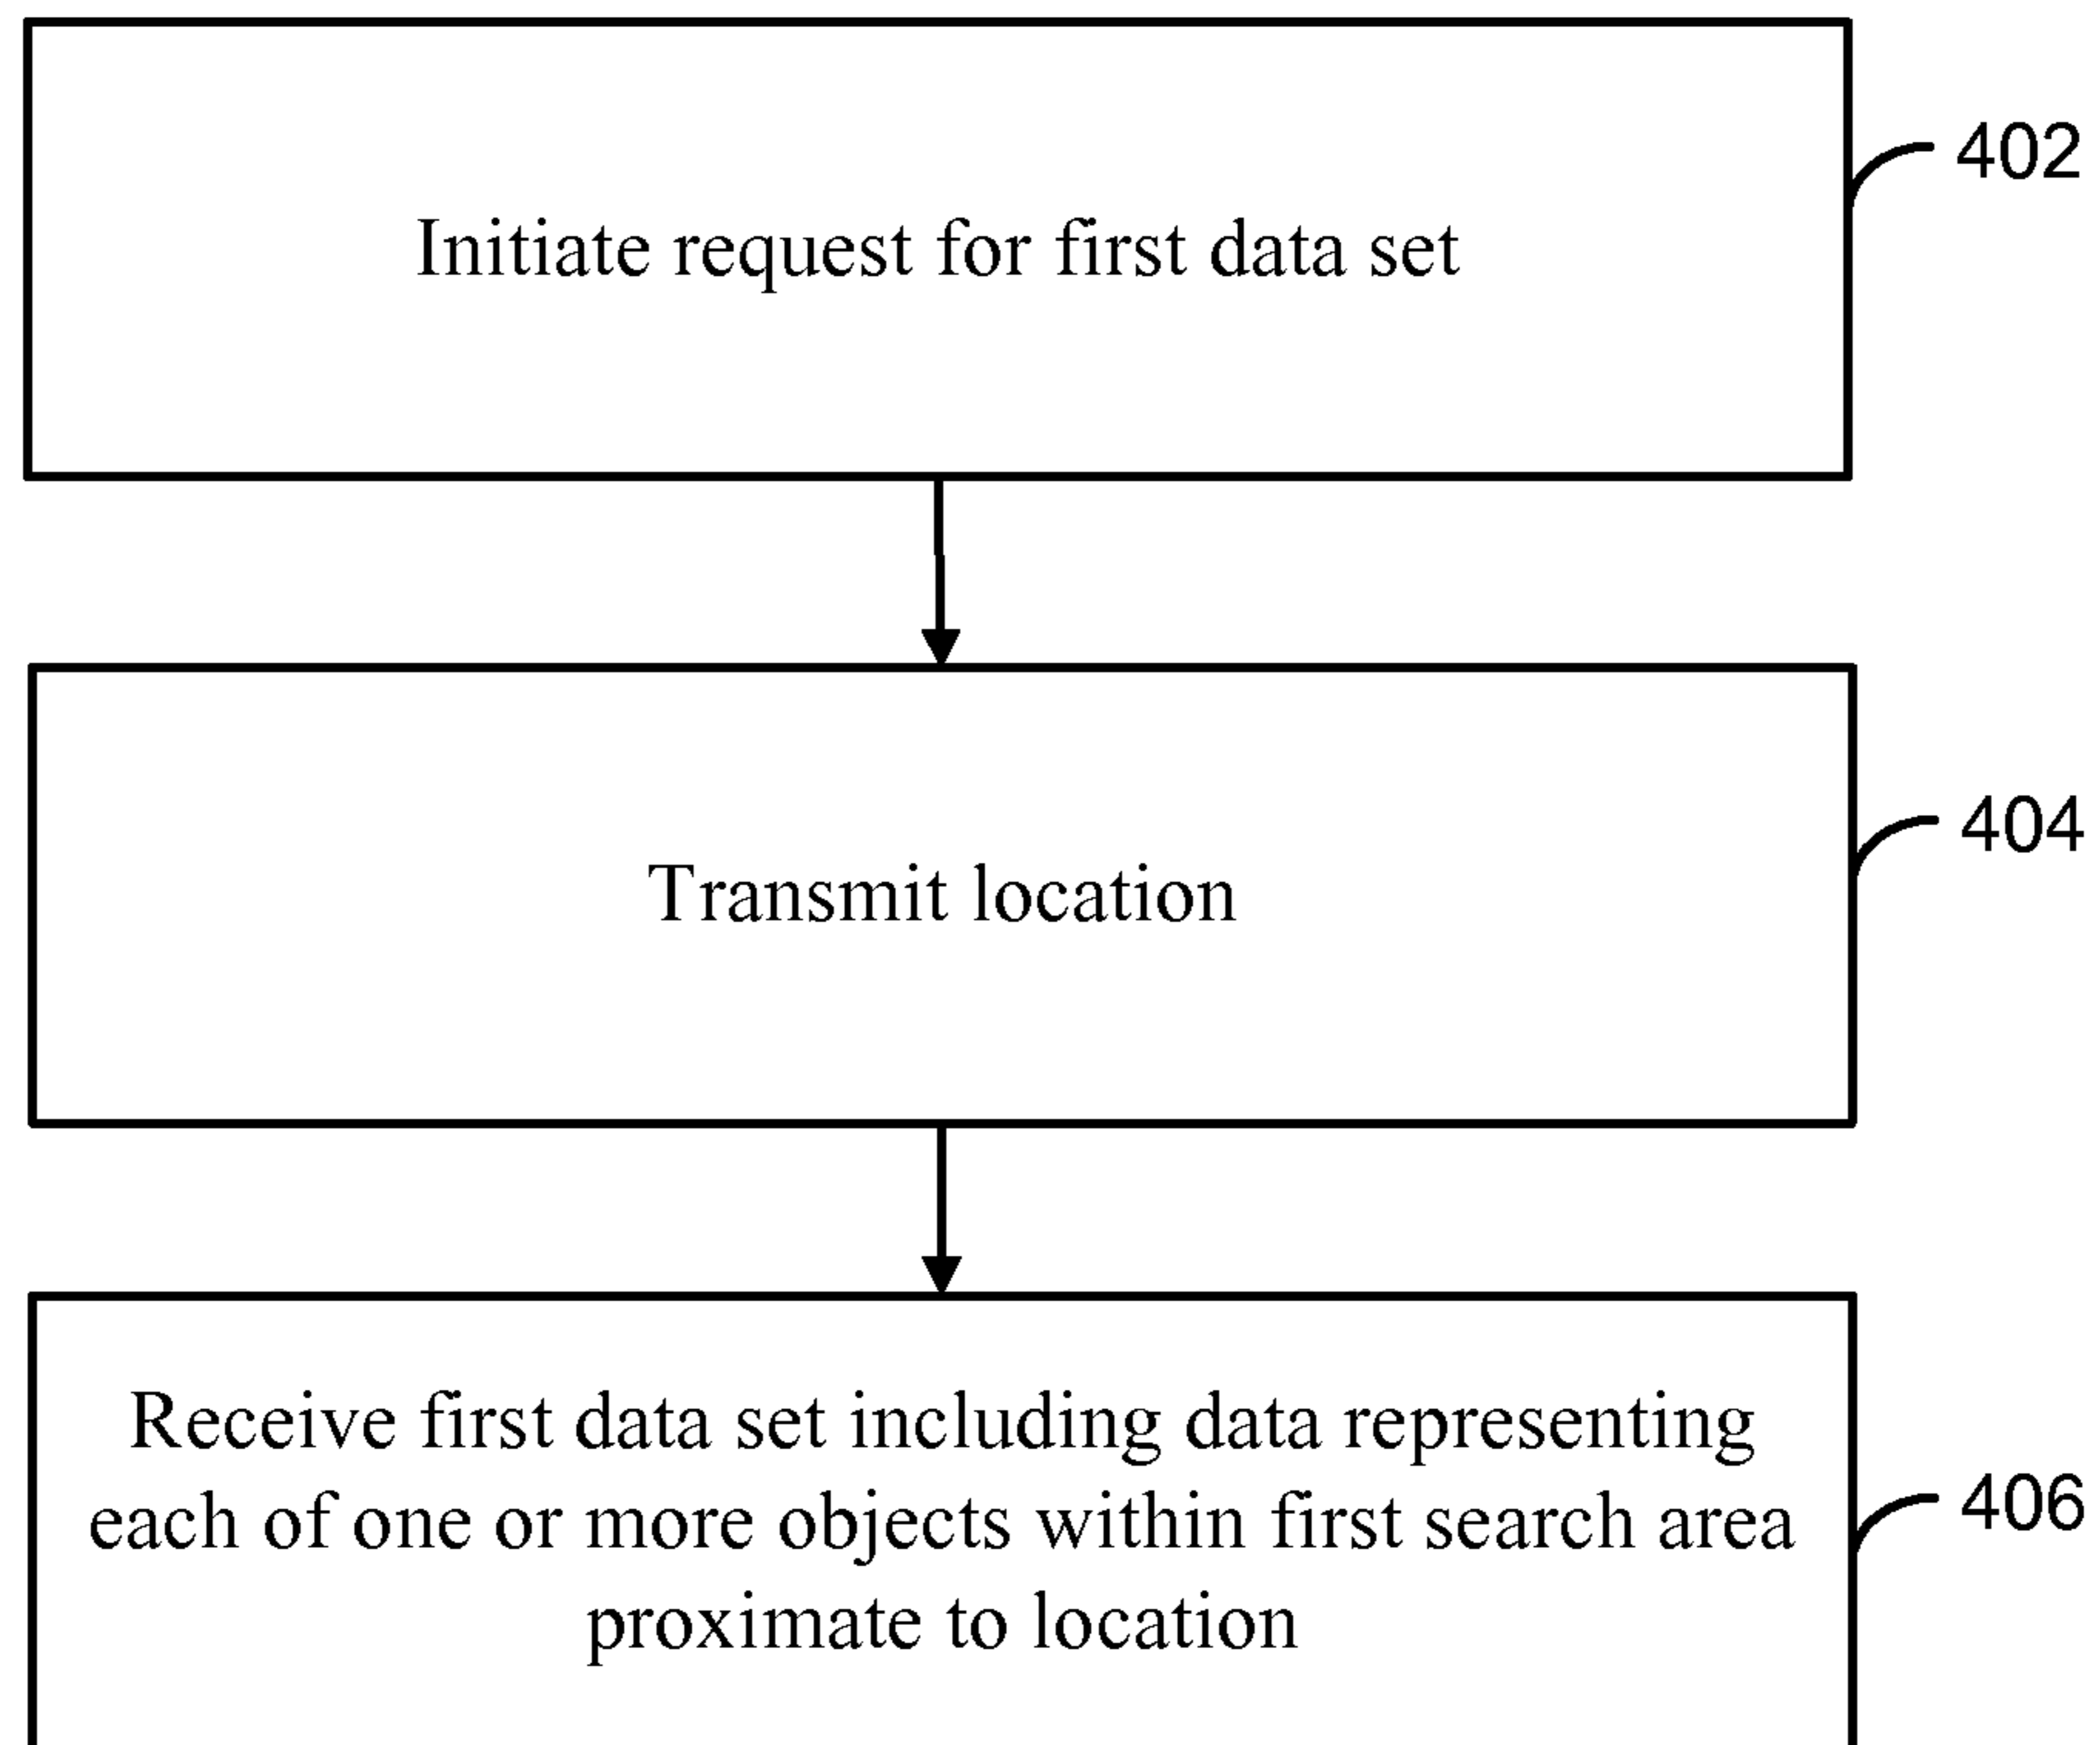 Initiate request for first data set
402
Transmit location
404
Receive first data set including data representing
each of one or more objects within first search area
proximate to location
406